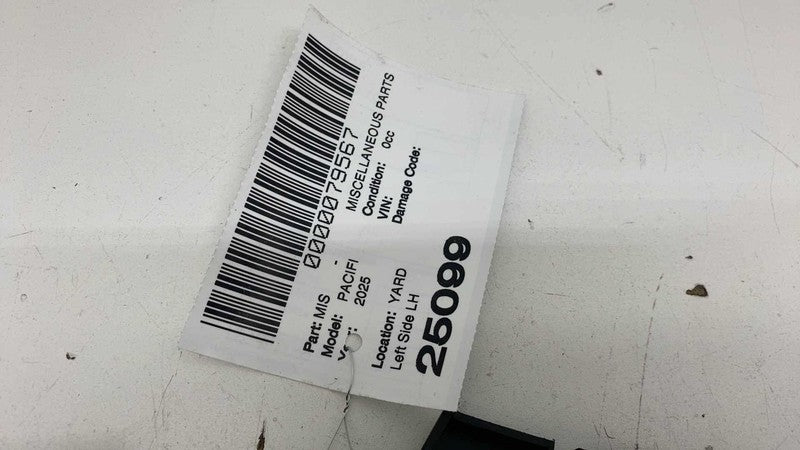 0000079567
Part: MIS - MISCELLANEOUS PARTS
Model: PACIFI Condition: 0cc
2025 VIN:
Damage Code:
Location: YARD
Left Side LH
25099